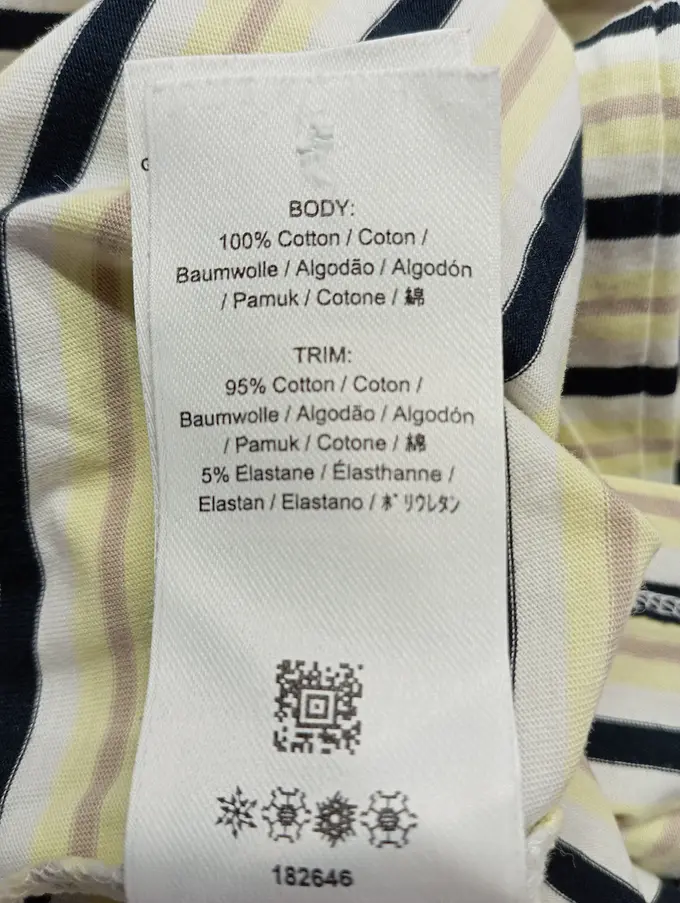 BODY:
100% Cotton / Coton /
Baumwolle / Algodão / Algodón
/ Pamuk / Cotone / 綿
TRIM:
95% Cotton / Coton /
Baumwolle / Algodão / Algodón
/ Pamuk / Cotone / 綿
5% Elastane / Élasthanne /
Elastan / Elastano / ポリウレタン
182646